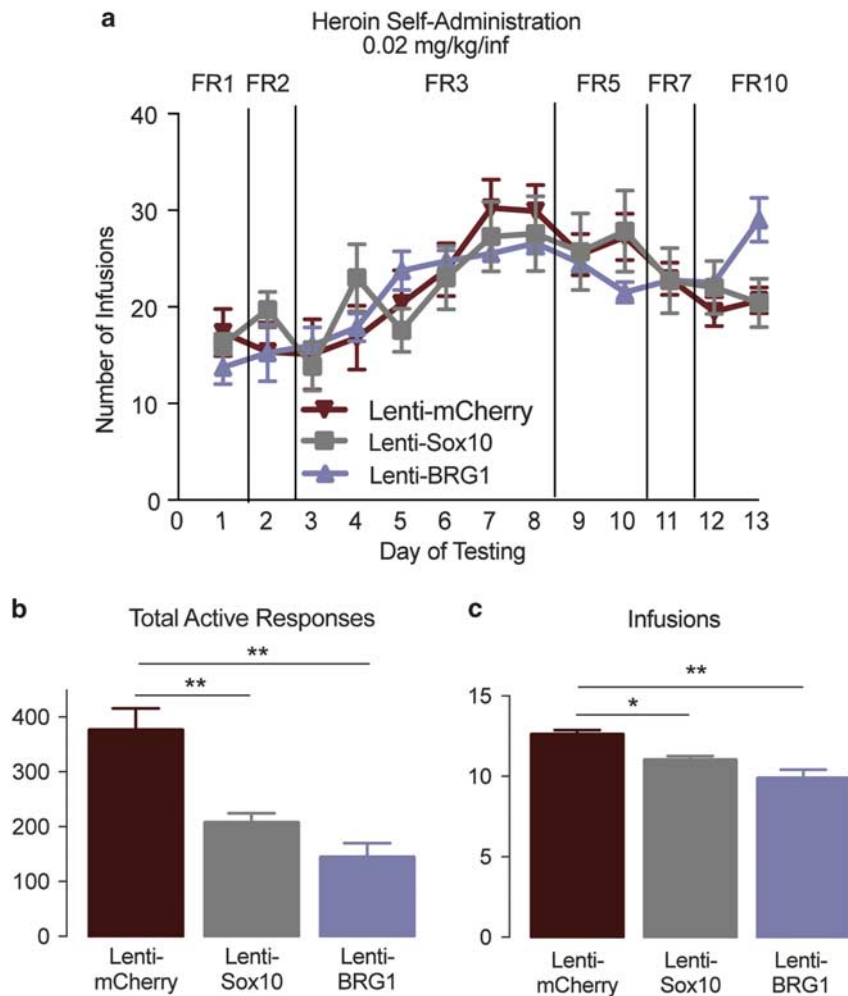 a
Heroin Self-Administration
0.02 mg/kg/inf
FR1 FR2 FR3 FR5 FR7 FR10
40
30
20
10
0
Number of Infusions
Lenti-mCherry
Lenti-Sox10
Lenti-BRG1
0 1 2 3 4 5 6 7 8 9 10 11 12 13
Day of Testing
b
Total Active Responses
**
**
400
300
200
100
0
Lenti-
mCherry
Lenti-
Sox10
Lenti-
BRG1
c
Infusions
**
*
15
10
5
0
Lenti-
mCherry
Lenti-
Sox10
Lenti-
BRG1